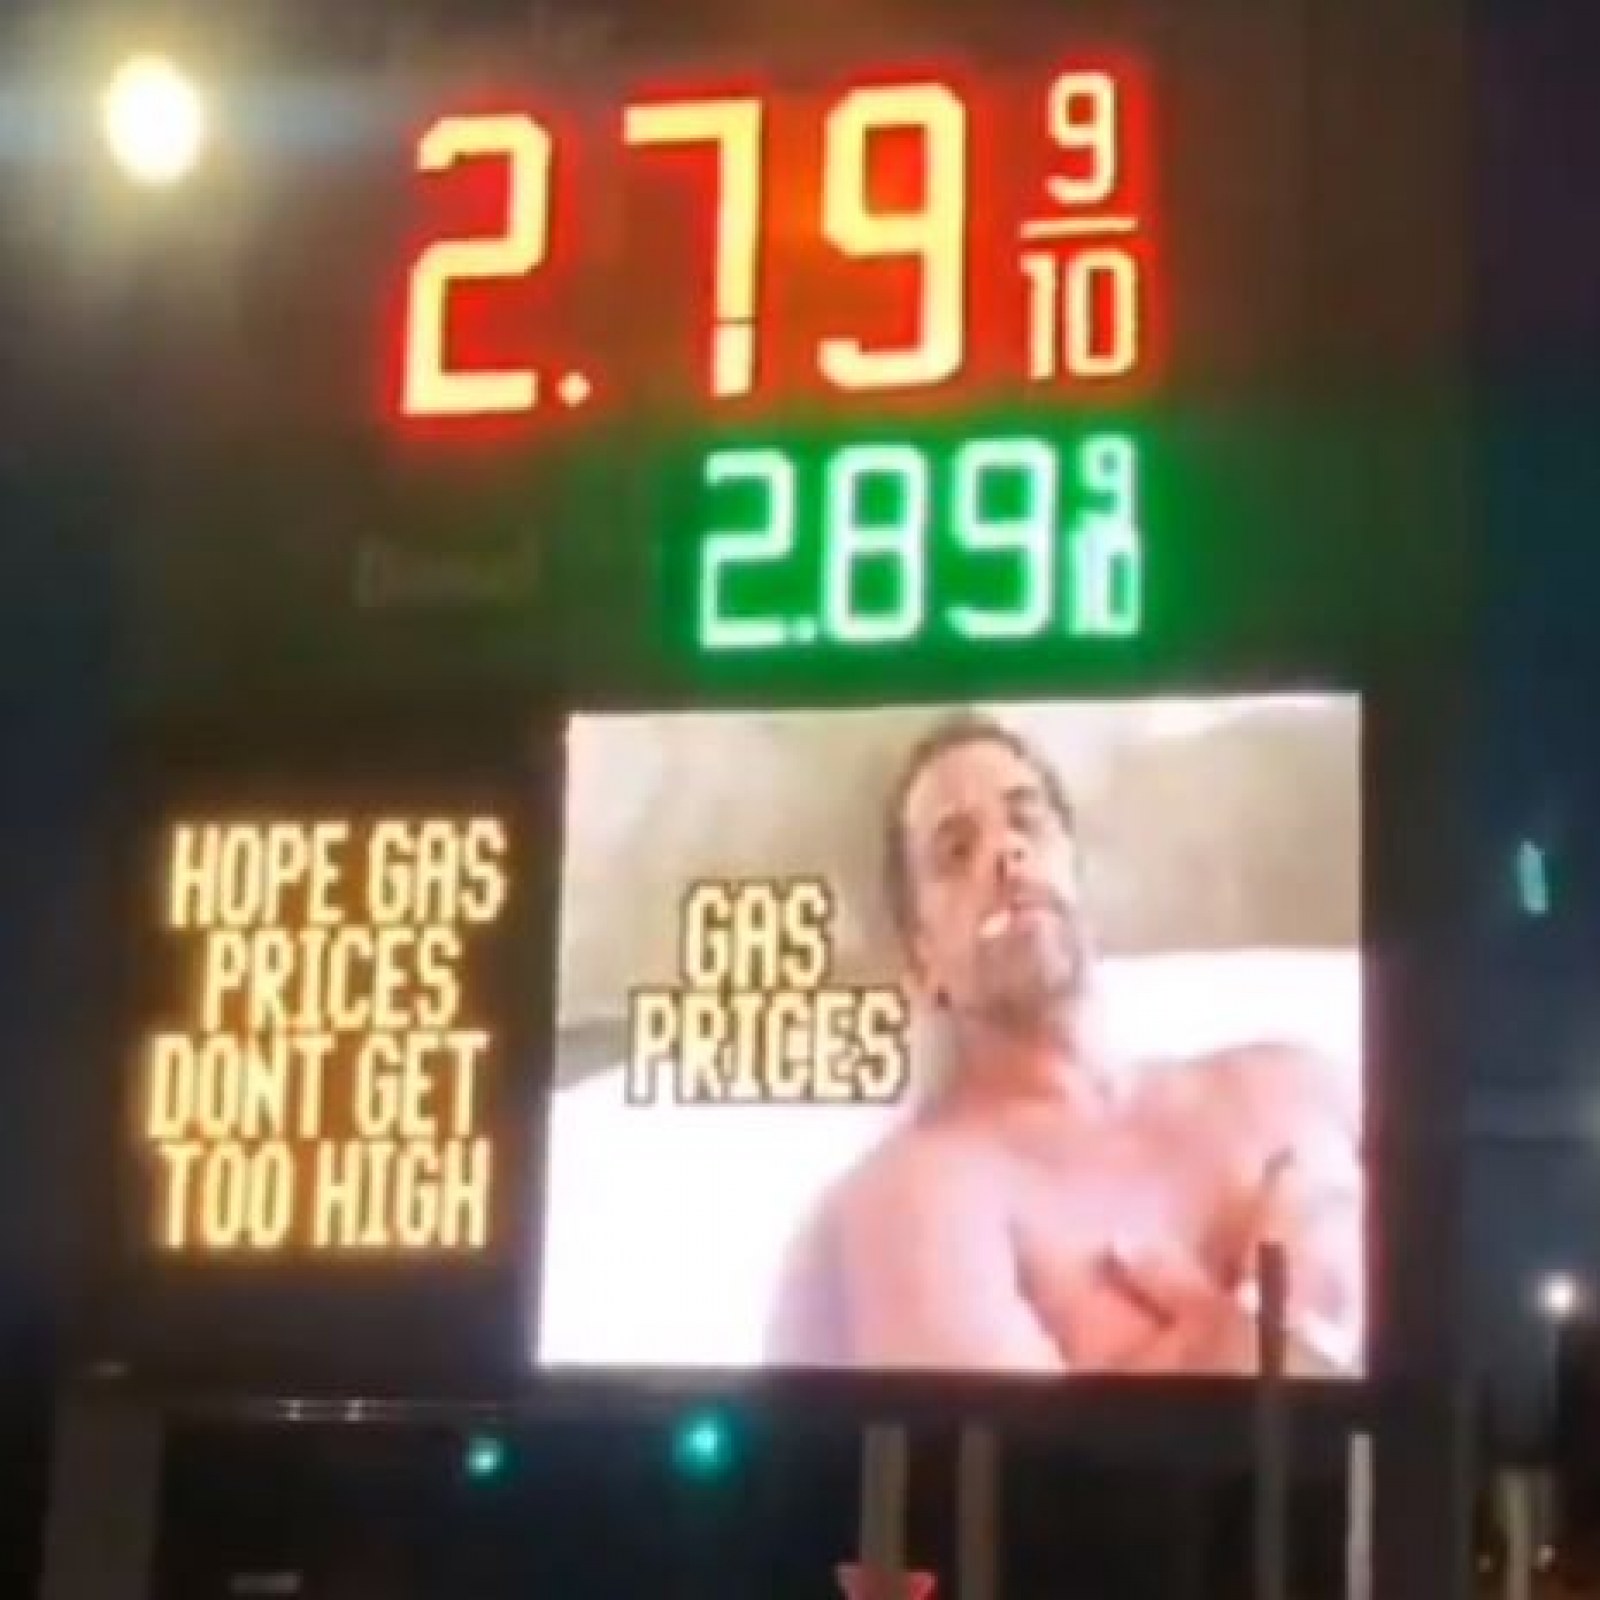 2.79 9/10
2.89 9/10
HOPE GAS
PRICES
DONT GET
TOO HIGH
GAS
PRICES